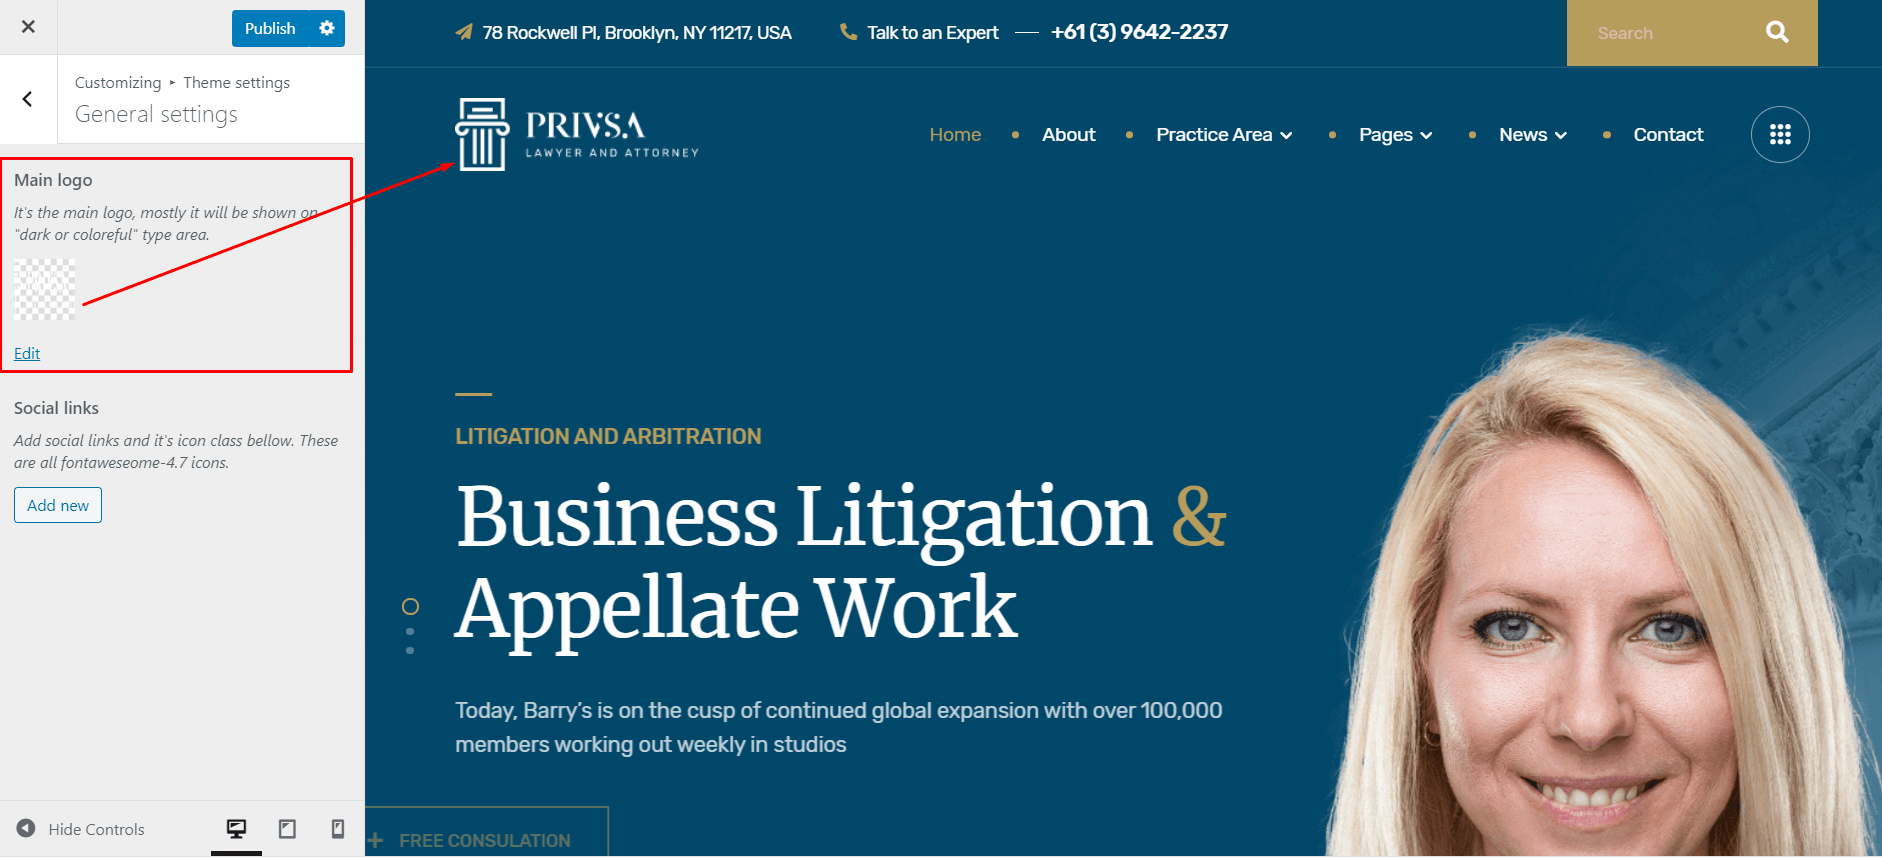 Publish
Customizing ▸ Theme settings
General settings
Main logo
It's the main logo, mostly it will be shown on
"dark or coloreful" type area.
Edit
Social links
Add social links and it's icon class bellow. These
are all fontaweseome-4.7 icons.
Add new
Hide Controls
78 Rockwell Pl, Brooklyn, NY 11217, USA
Talk to an Expert — +61 (3) 9642-2237
Search
PRIVSA
LAWYER AND ATTORNEY
Home • About • Practice Area • Pages • News • Contact
LITIGATION AND ARBITRATION
Business Litigation &
Appellate Work
Today, Barry’s is on the cusp of continued global expansion with over 100,000
members working out weekly in studios
+ FREE CONSULATION